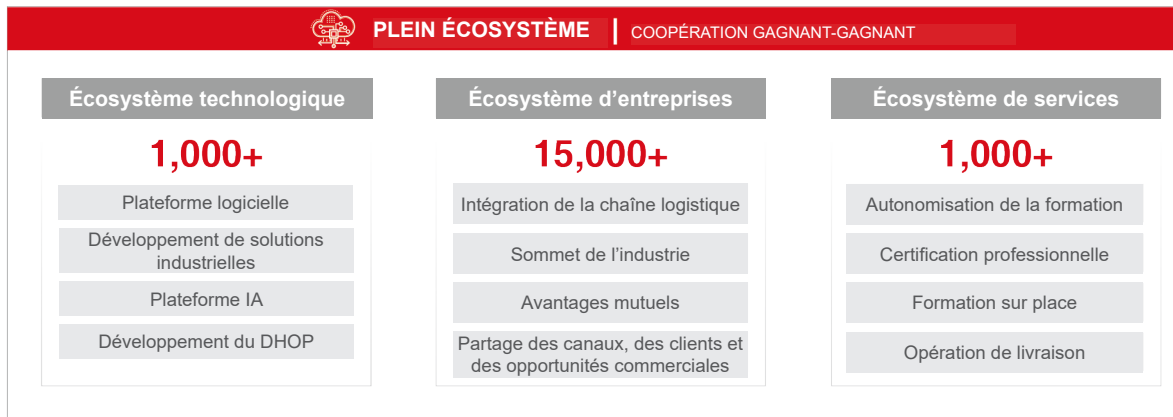 PLEIN ÉCOSYSTÈME | COOPÉRATION GAGNANT-GAGNANT
Écosystème technologique
1,000+
Plateforme logicielle
Développement de solutions
industrielles
Plateforme IA
Développement du DHOP
Écosystème d’entreprises
15,000+
Intégration de la chaîne logistique
Sommet de l’industrie
Avantages mutuels
Partage des canaux, des clients et
des opportunités commerciales
Écosystème de services
1,000+
Autonomisation de la formation
Certification professionnelle
Formation sur place
Opération de livraison